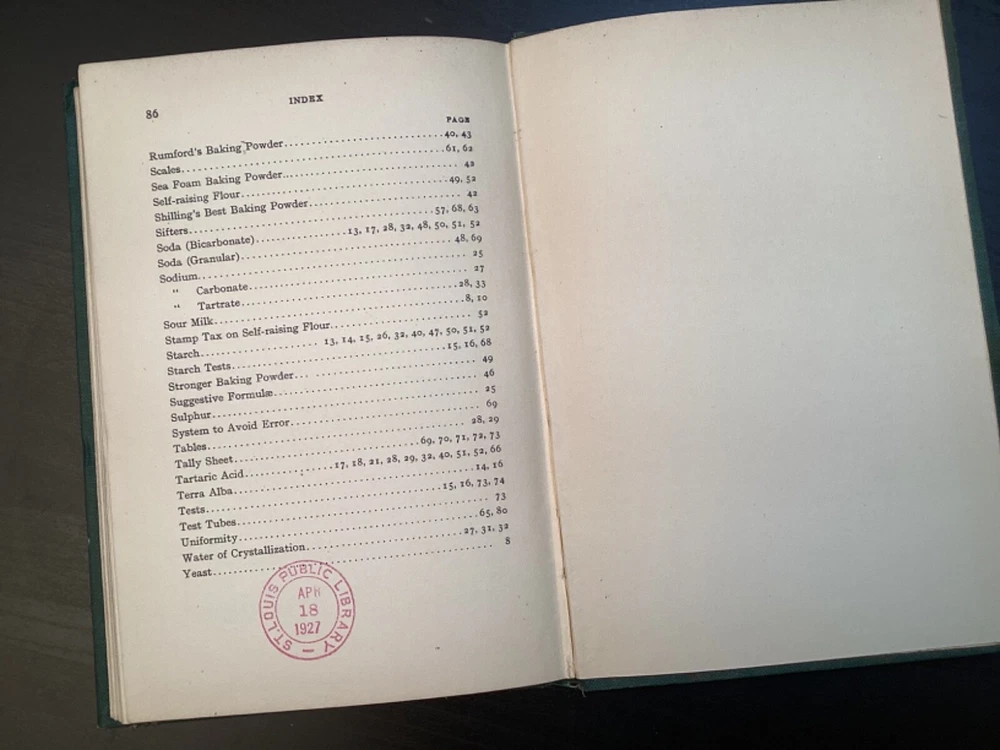 86
INDEX
PAGE
Rumford's Baking Powder........................40, 43
Scales........................61, 62
Sea Foam Baking Powder........................42
Self-raising Flour........................49, 52
Shilling's Best Baking Powder........................42
Sifters........................57, 68, 63
Soda (Bicarbonate)...............13, 17, 28, 32, 48, 50, 51, 52
Soda (Granular)........................48, 69
Sodium........................25
" Carbonate........................27
" Tartrate........................28, 33
Sour Milk........................8, 10
Stamp Tax on Self-raising Flour........................52
Starch...............13, 14, 15, 26, 32, 40, 47, 50, 51, 52
Starch Tests........................15, 16, 68
Stronger Baking Powder........................49
Suggestive Formulæ........................46
Sulphur........................25
System to Avoid Error........................69
Tables........................28, 29
Tally Sheet........................69, 70, 71, 72, 73
Tartaric Acid...............17, 18, 21, 28, 29, 32, 40, 51, 52, 66
Terra Alba........................14, 16
Tests........................15, 16, 73, 74
Test Tubes........................73
Uniformity........................65, 80
Water of Crystallization........................27, 31, 32
Yeast........................8
ST. LOUIS PUBLIC LIBRARY
APR
18
1927